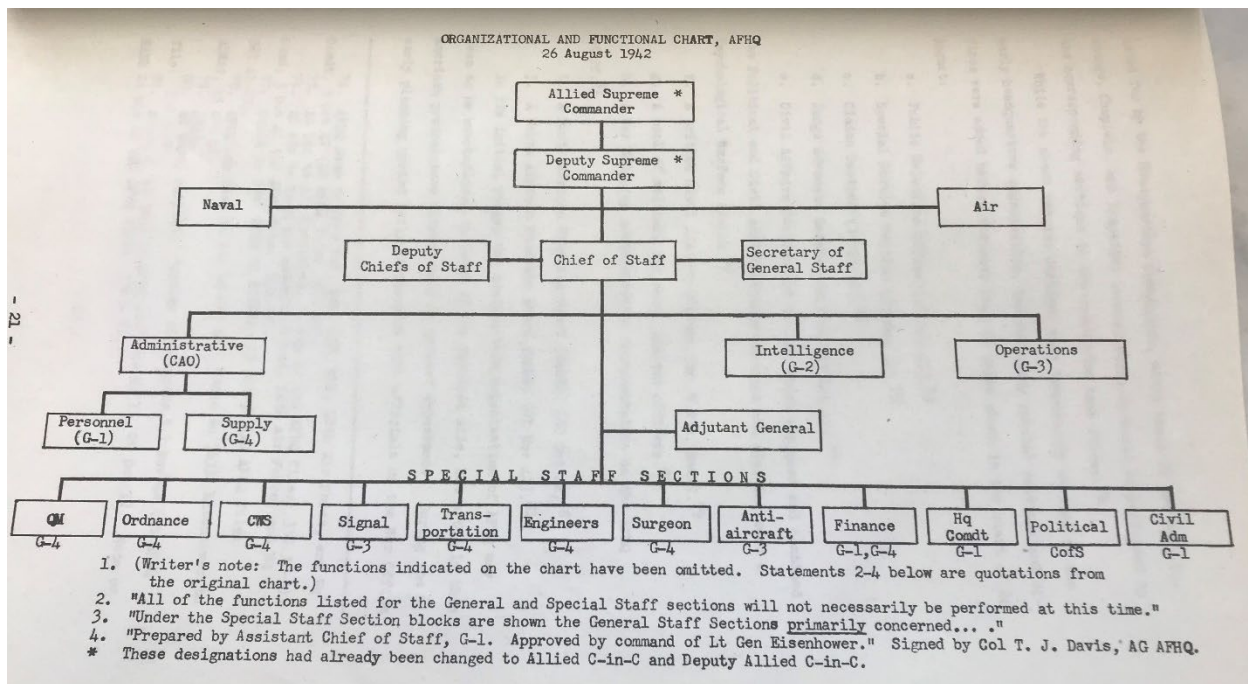 ORGANIZATIONAL AND FUNCTIONAL CHART, AFHQ
26 August 1942
Allied Supreme *
Commander
Deputy Supreme *
Commander
Naval
Air
Deputy
Chiefs of Staff
Chief of Staff
Secretary of
General Staff
- 21 -
Administrative
(CAO)
Intelligence
(G-2)
Operations
(G-3)
Personnel
(G-1)
Supply
(G-4)
Adjutant General
SPECIAL STAFF SECTIONS
QM
G-4
Ordnance
G-4
CWS
G-4
Signal
G-3
Trans-
portation
G-4
Engineers
G-4
Surgeon
G-4
Anti-
aircraft
G-3
Finance
G-1,G-4
Hq
Comdt
G-1
Political
CofS
Civil
Adm
G-1
1. (Writer's note: The functions indicated on the chart have been omitted. Statements 2-4 below are quotations from
the original chart.)
2. "All of the functions listed for the General and Special Staff sections will not necessarily be performed at this time."
3. "Under the Special Staff Section blocks are shown the General Staff Sections primarily concerned... ."
4. "Prepared by Assistant Chief of Staff, G-1. Approved by command of Lt Gen Eisenhower." Signed by Col T. J. Davis, AG AFHQ.
* These designations had already been changed to Allied C-in-C and Deputy Allied C-in-C.